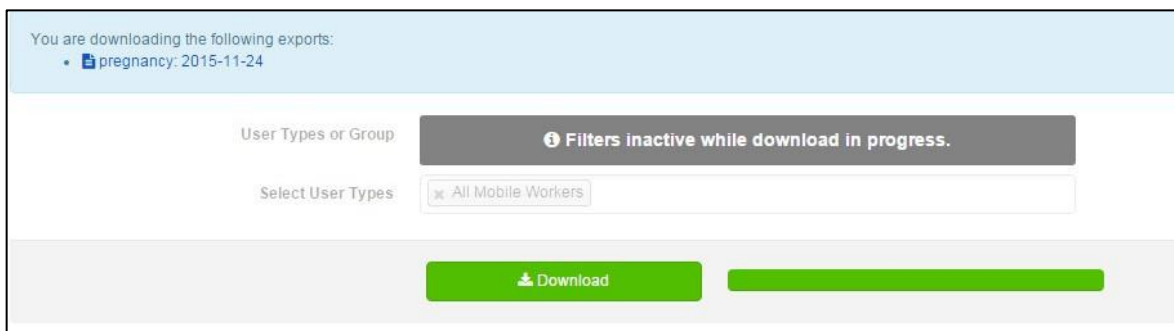 You are downloading the following exports:
pregnancy: 2015-11-24
User Types or Group
Filters inactive while download in progress.
Select User Types
All Mobile Workers
Download